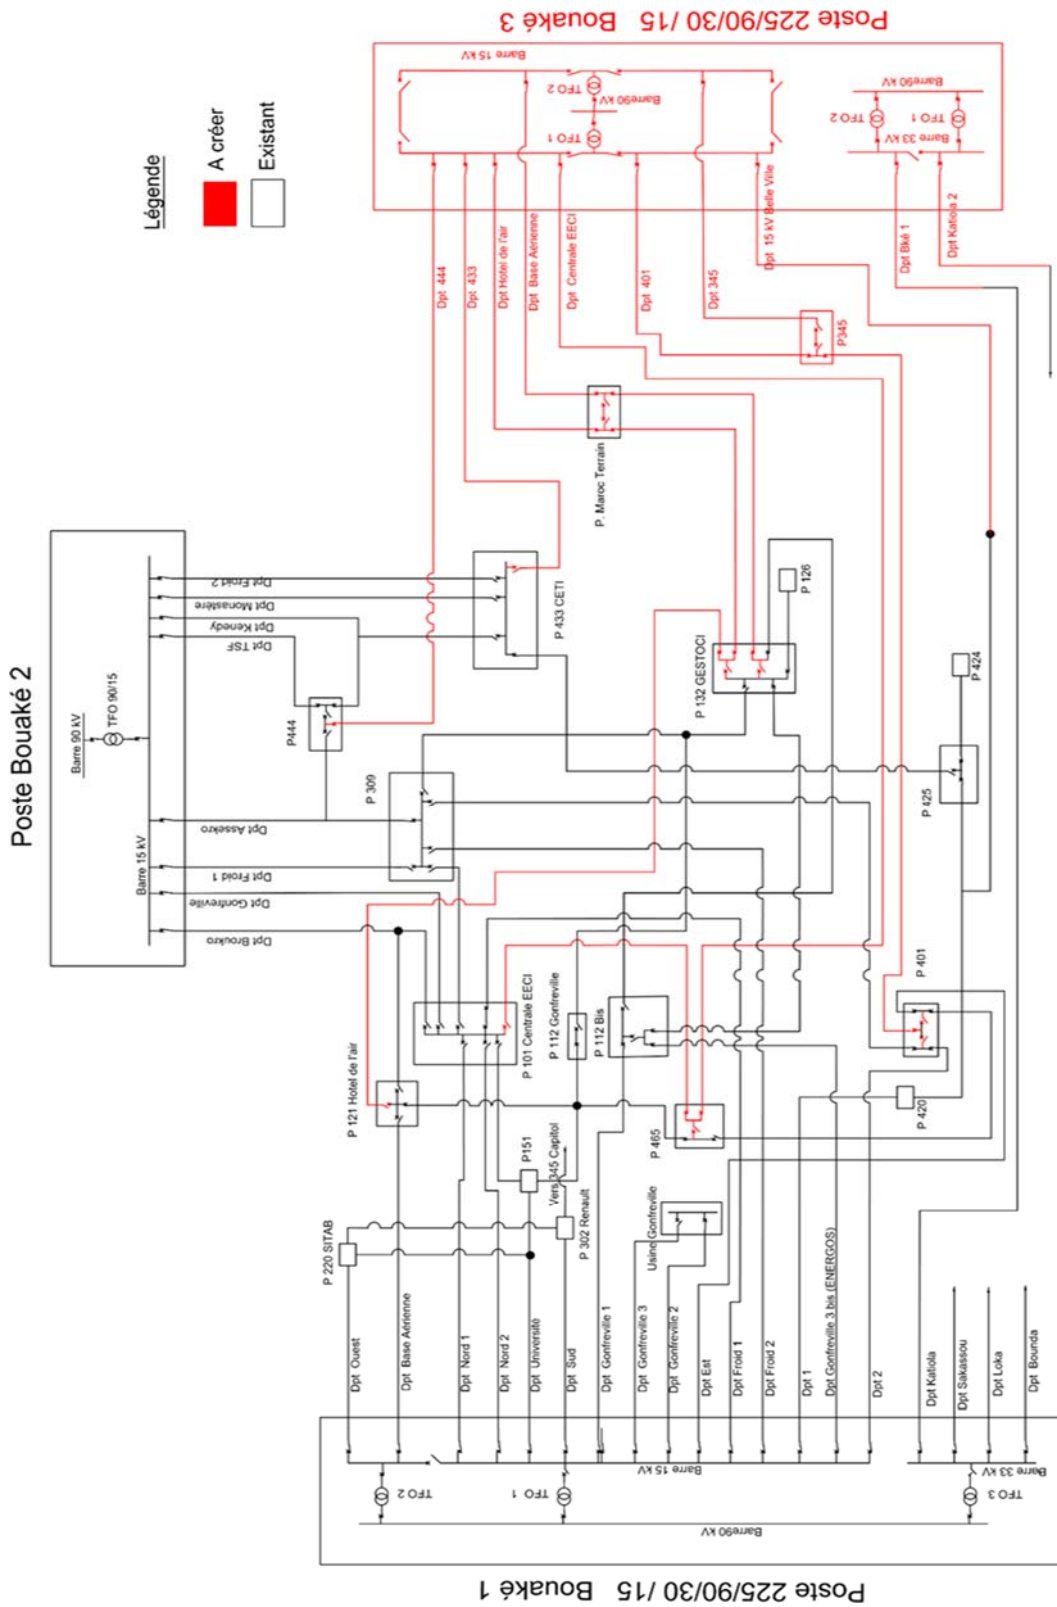 Poste 225/90/30 /15 Bouaké 3
Barre 15 kV
TFO 2
Barre90 kV
TFO 1
Barre90 kV
TFO 2
TFO 1
Barre 33 kV
Légende
A créer
Existant
Dpt 444
Dpt 433
Dpt Hotel de l'air
Dpt Base Aérienne
Dpt Centrale EECI
Dpt 401
Dpt 345
Dpt 15 kV Belle Ville
Dpt Bké 1
Dpt Katiola 2
P345
P. Maroc Terrain
Poste Bouaké 2
Barre 90 kV
TFO 90/15
Barre 15 kV
Dpt Froid 2
Dpt Monastère
Dpt Kenedy
Dpt TSF
Dpt Assekro
Dpt Froid 1
Dpt Gonfreville
Dpt Broukro
P444
P 433 CETI
P 309
P 126
P 132 GESTOCI
P 424
P 425
P 121 Hotel de l'air
P 101 Centrale EECI
P 112 Gonfreville
P 112 Bis
P 401
P 420
P 465
P151
Vers 345 Capitol
P 302 Renault
P 220 SITAB
Usine Gonfreville
Dpt Ouest
Dpt Base Aérienne
Dpt Nord 1
Dpt Nord 2
Dpt Université
Dpt Sud
Dpt Gonfreville 1
Dpt Gonfreville 3
Dpt Gonfreville 2
Dpt Est
Dpt Froid 1
Dpt Froid 2
Dpt 1
Dpt Gonfreville 3 bis (ENERGOS)
Dpt 2
Dpt Katiola
Dpt Sakassou
Dpt Loka
Dpt Bounda
Barre 15 kV
Barre 33 kV
TFO 2
TFO 1
TFO 3
Barre90 kV
Poste 225/90/30 /15 Bouaké 1